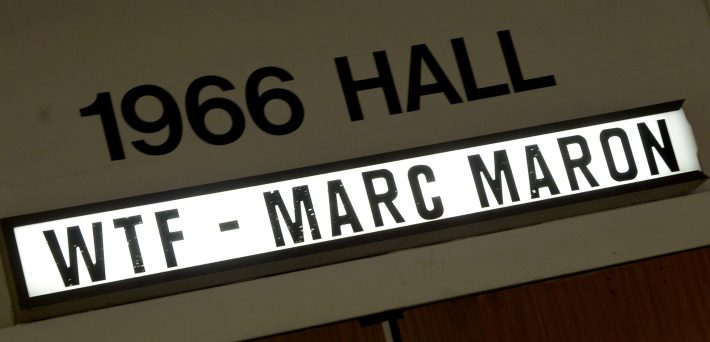 1966 HALL
WTF - MARC MARON